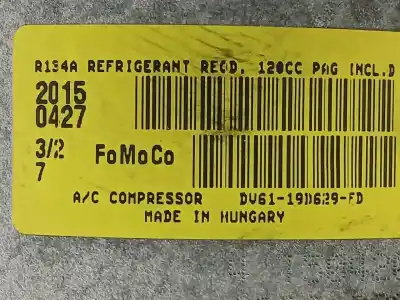 R134A REFRIGERANT REQD, 120CC PAG INCL.D
2015
0427
3/2
7
FoMoCo
A/C COMPRESSOR DV61-19D629-FD
MADE IN HUNGARY